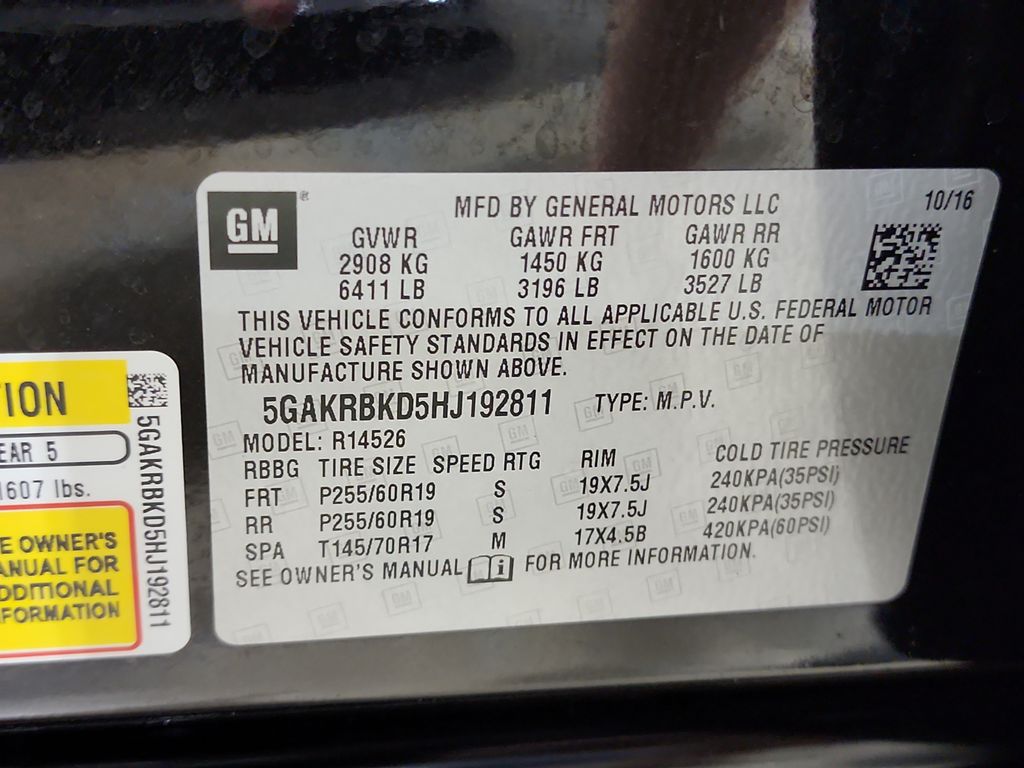 GM
MFD BY GENERAL MOTORS LLC 10/16
GVWR GAWR FRT GAWR RR
2908 KG 1450 KG 1600 KG
6411 LB 3196 LB 3527 LB
THIS VEHICLE CONFORMS TO ALL APPLICABLE U.S. FEDERAL MOTOR
VEHICLE SAFETY STANDARDS IN EFFECT ON THE DATE OF
MANUFACTURE SHOWN ABOVE.
5GAKRBKD5HJ192811 TYPE: M.P.V.
MODEL: R14526
RBBG TIRE SIZE SPEED RTG RIM COLD TIRE PRESSURE
FRT P255/60R19 S 19X7.5J 240KPA(35PSI)
RR P255/60R19 S 19X7.5J 240KPA(35PSI)
SPA T145/70R17 M 17X4.5B 420KPA(60PSI)
SEE OWNER'S MANUAL i FOR MORE INFORMATION.
TION
EAR 5
1607 lbs.
E OWNER'S
ANUAL FOR
DDITIONAL
FORMATION
5GAKRBKD5HJ192811